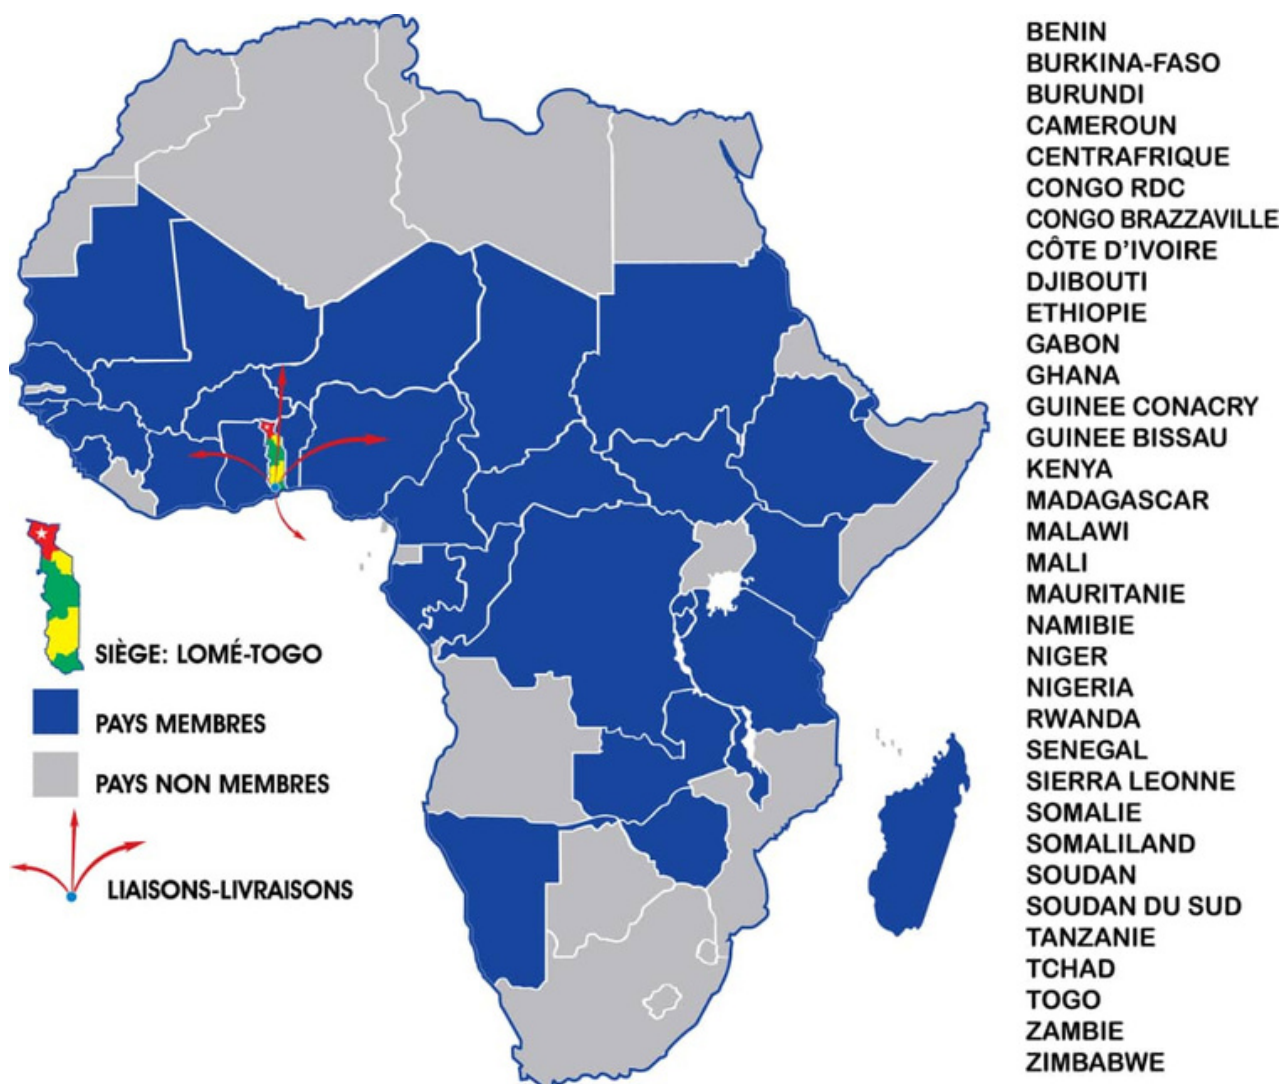 BENIN
BURKINA-FASO
BURUNDI
CAMEROUN
CENTRAFRIQUE
CONGO RDC
CONGO BRAZZAVILLE
CÔTE D'IVOIRE
DJIBOUTI
ETHIOPIE
GABON
GHANA
GUINEE CONACRY
GUINEE BISSAU
KENYA
MADAGASCAR
MALAWI
MALI
MAURITANIE
NAMIBIE
NIGER
NIGERIA
RWANDA
SENEGAL
SIERRA LEONNE
SOMALIE
SOMALILAND
SOUDAN
SOUDAN DU SUD
TANZANIE
TCHAD
TOGO
ZAMBIE
ZIMBABWE
SIÈGE: LOMÉ-TOGO
PAYS MEMBRES
PAYS NON MEMBRES
LIAISONS-LIVRAISONS